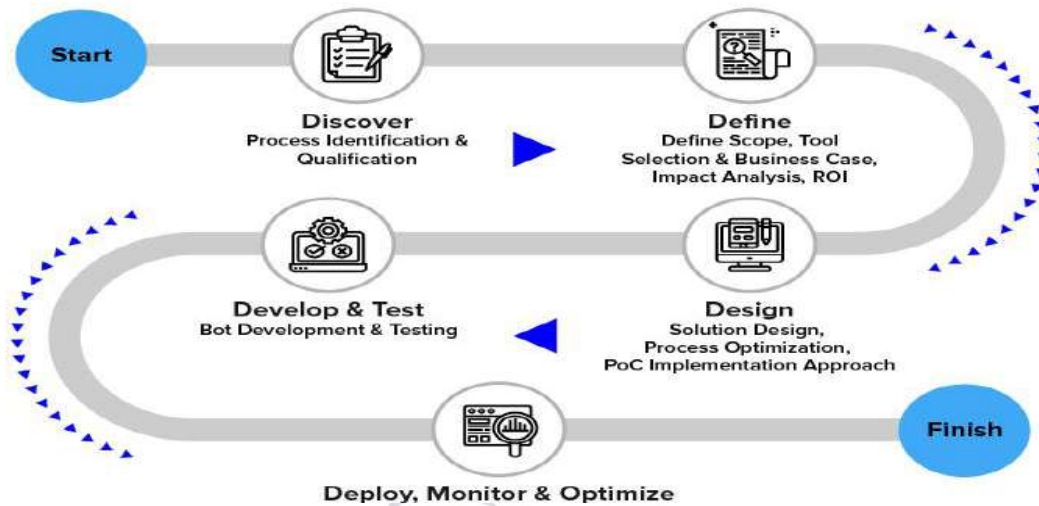 Start
Discover
Process Identification &
Qualification
Define
Define Scope, Tool
Selection & Business Case,
Impact Analysis, ROI
Design
Solution Design,
Process Optimization,
PoC Implementation Approach
Develop & Test
Bot Development & Testing
Deploy, Monitor & Optimize
Finish